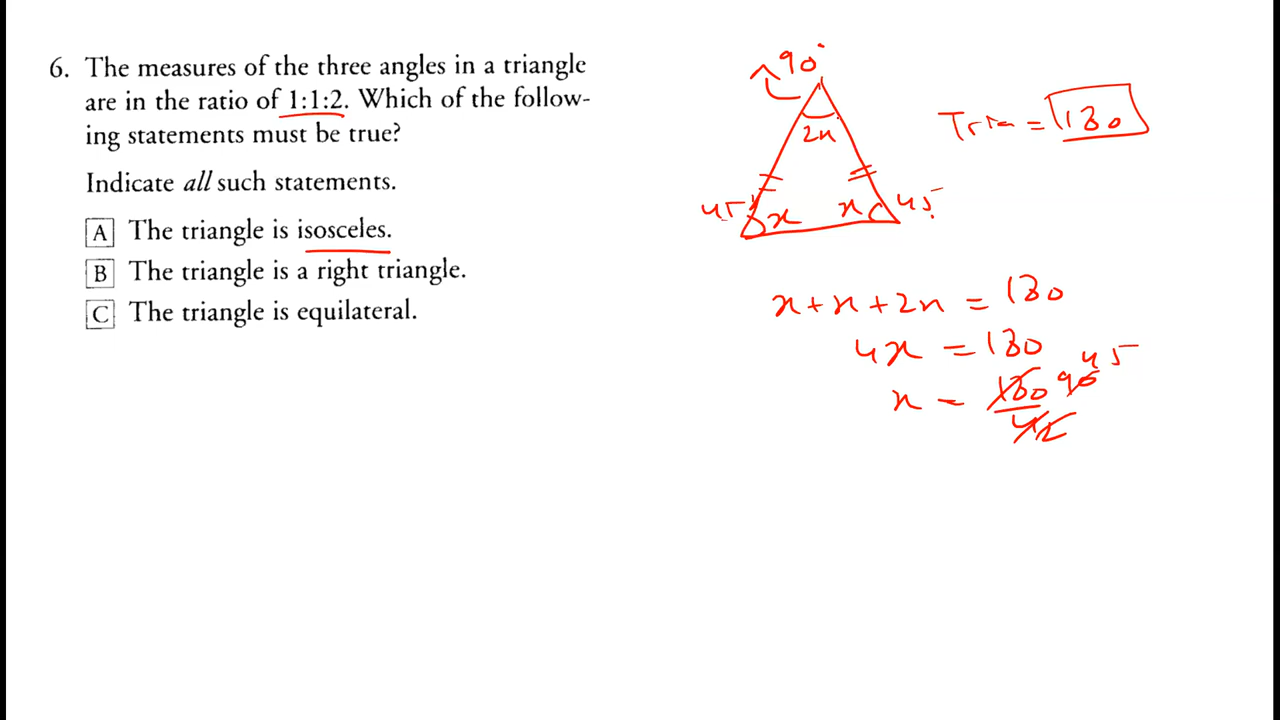 6. The measures of the three angles in a triangle
are in the ratio of 1:1:2. Which of the follow-
ing statements must be true?
Indicate all such statements.
A The triangle is isosceles.
B The triangle is a right triangle.
C The triangle is equilateral.
90°
2x
45° x
x 45°
= 180
x + x + 2x = 180
4x = 180
x = 180 90 45
4 2